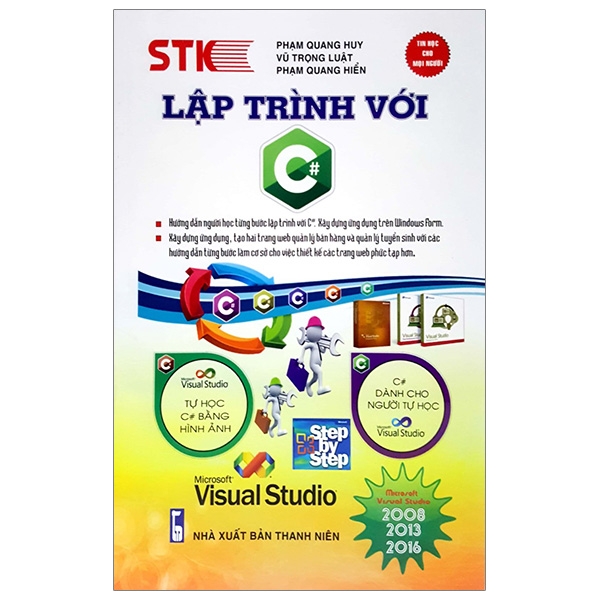 STK
PHẠM QUANG HUY
VŨ TRỌNG LUẬT
PHẠM QUANG HIỂN
TIN HỌC
CHO
MỌI NGƯỜI
LẬP TRÌNH VỚI
C#
Hướng dẫn người học từng bước lập trình với C#. Xây dựng ứng dụng trên Windows Form.
Xây dựng ứng dụng, tạo hai trang web quản lý bán hàng và quản lý tuyển sinh với các
hướng dẫn từng bước làm cơ sở cho việc thiết kế các trang web phức tạp hơn.
Visual Studio
Microsoft
Visual Studio
TỰ HỌC
C# BẰNG
HÌNH ẢNH
C#
DÀNH CHO
NGƯỜI TỰ HỌC
Microsoft
Visual Studio
Step
by
Step
Microsoft
Visual Studio
Microsoft
Visual Studio
2008
2013
2016
NHÀ XUẤT BẢN THANH NIÊN